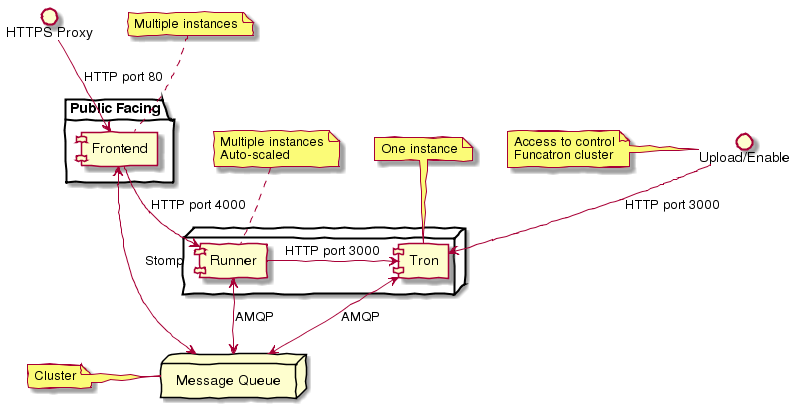 Multiple instances
HTTPS Proxy
HTTP port 80
Public Facing
Frontend
Multiple instances
Auto-scaled
One instance
Access to control
Funcatron cluster
Upload/Enable
HTTP port 4000
HTTP port 3000
HTTP port 3000
Stomp
Runner
Tron
AMQP
AMQP
Cluster
Message Queue